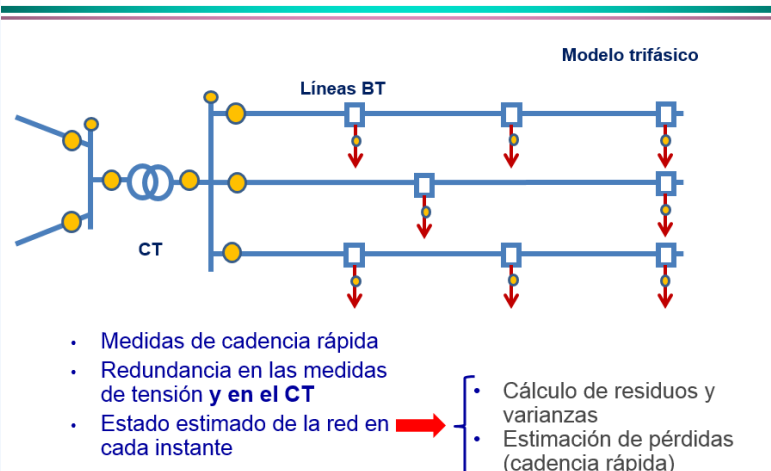 Modelo trifásico
Líneas BT
CT
• Medidas de cadencia rápida
• Redundancia en las medidas
de tensión y en el CT
• Estado estimado de la red en
cada instante
• Cálculo de residuos y
varianzas
• Estimación de pérdidas
(cadencia rápida)